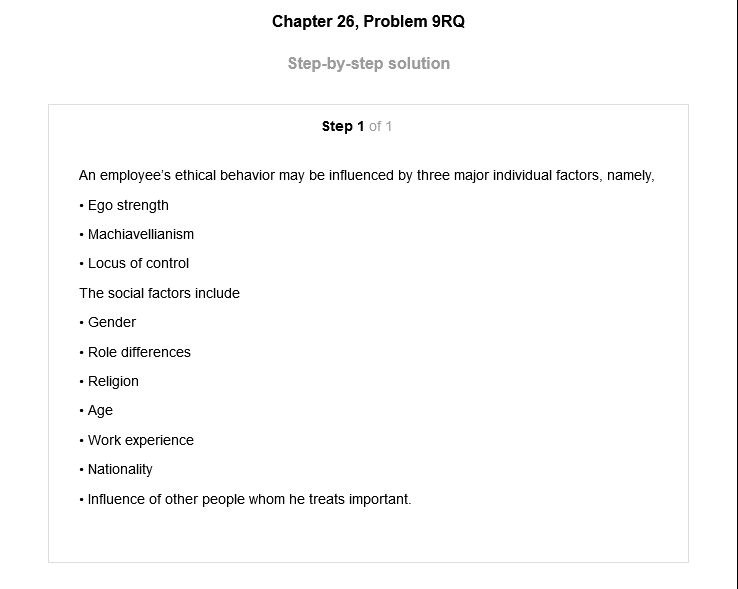 Chapter 26, Problem 9RQ
Step-by-step solution
Step 1 of 1
An employee's ethical behavior may be influenced by three major individual factors, namely,
• Ego strength
• Machiavellianism
• Locus of control
The social factors include
• Gender
• Role differences
• Religion
• Age
• Work experience
• Nationality
• Influence of other people whom he treats important.